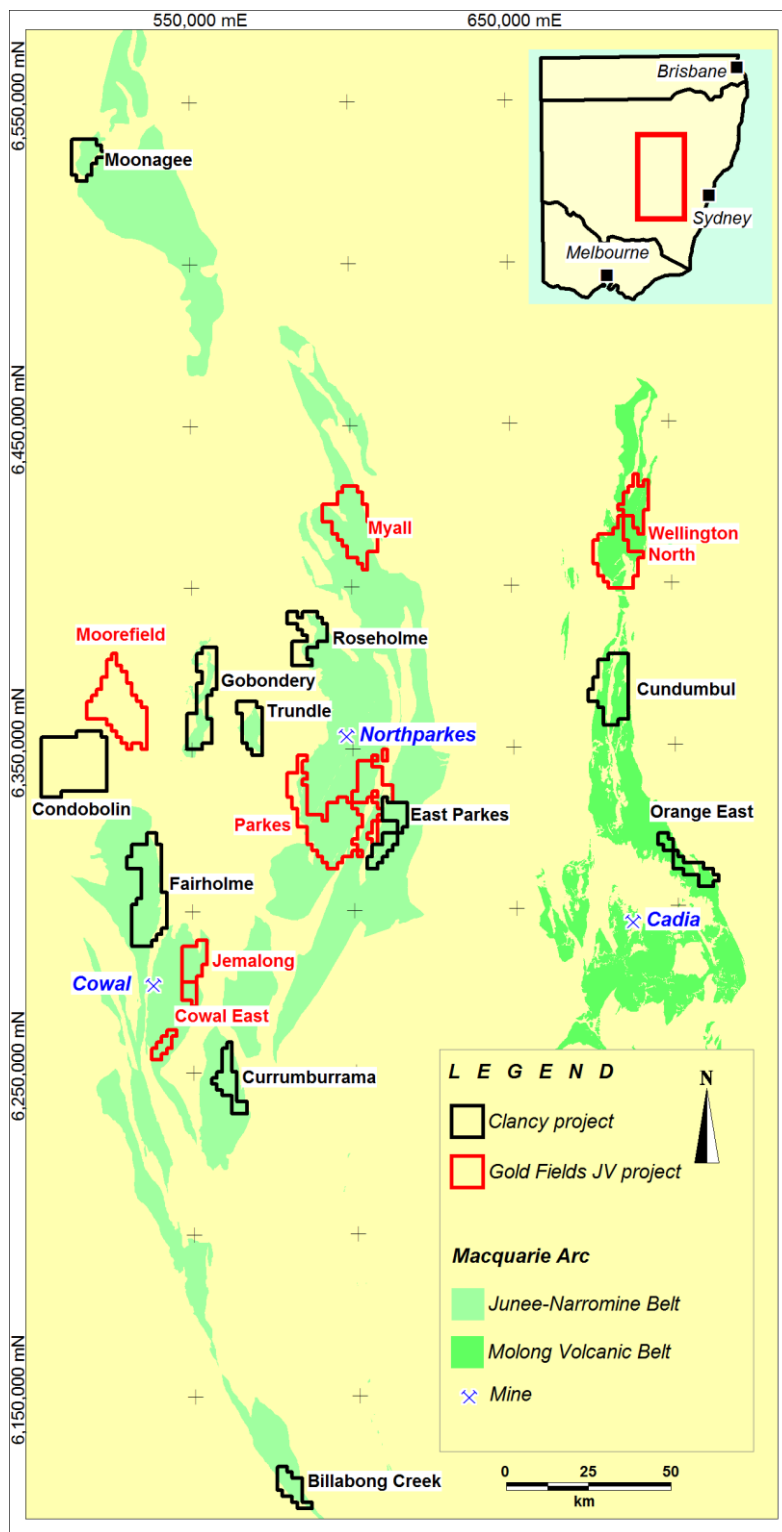 550,000 mE
650,000 mE
6,550,000 mN
Brisbane
Moonagee
Sydney
Melbourne
6,450,000 mN
Myall
Wellington
North
Roseholme
Moorefield
Gobondery
Cundumbul
Trundle
Northparkes
6,350,000 mN
Condobolin
Parkes
East Parkes
Orange East
Fairholme
Cadia
Jemalong
Cowal
Cowal East
6,250,000 mN
Currumburrama
L E G E N D
N
Clancy project
Gold Fields JV project
Macquarie Arc
Junee-Narromine Belt
Molong Volcanic Belt
Mine
6,150,000 mN
Billabong Creek
0 25 50
km